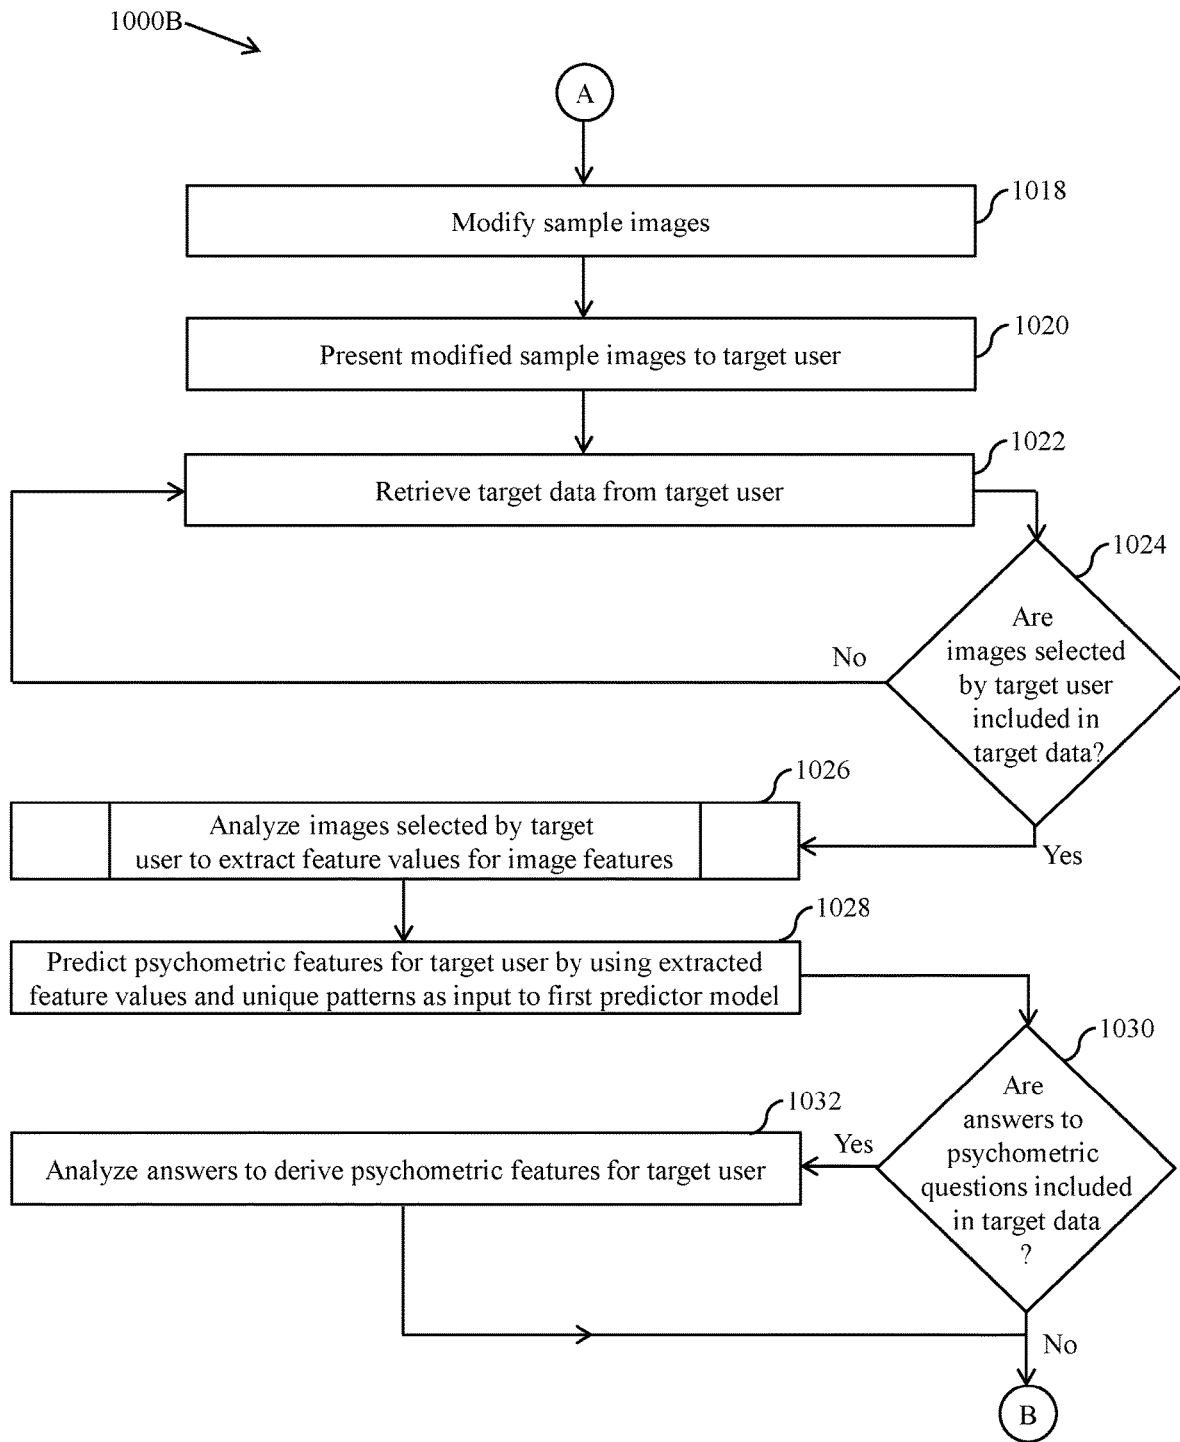 1000B
A
1018
Modify sample images
1020
Present modified sample images to target user
1022
Retrieve target data from target user
1024
Are
images selected
by target user
included in
target data?
No
Yes
1026
Analyze images selected by target
user to extract feature values for image features
1028
Predict psychometric features for target user by using extracted
feature values and unique patterns as input to first predictor model
1030
Are
answers to
psychometric
questions included
in target data
?
Yes
1032
Analyze answers to derive psychometric features for target user
No
B